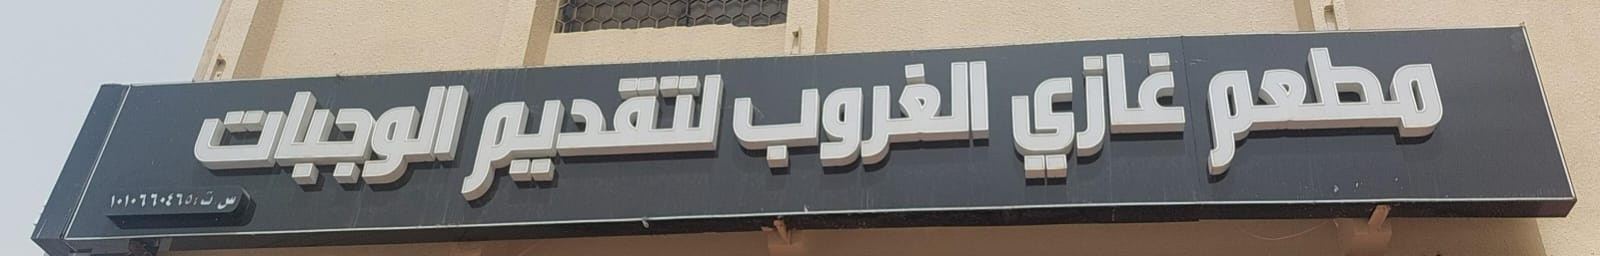 مطعم غازي الغروب لتقديم الوجبات
س ت: ١٠١٠٦٦٠٤٦٥